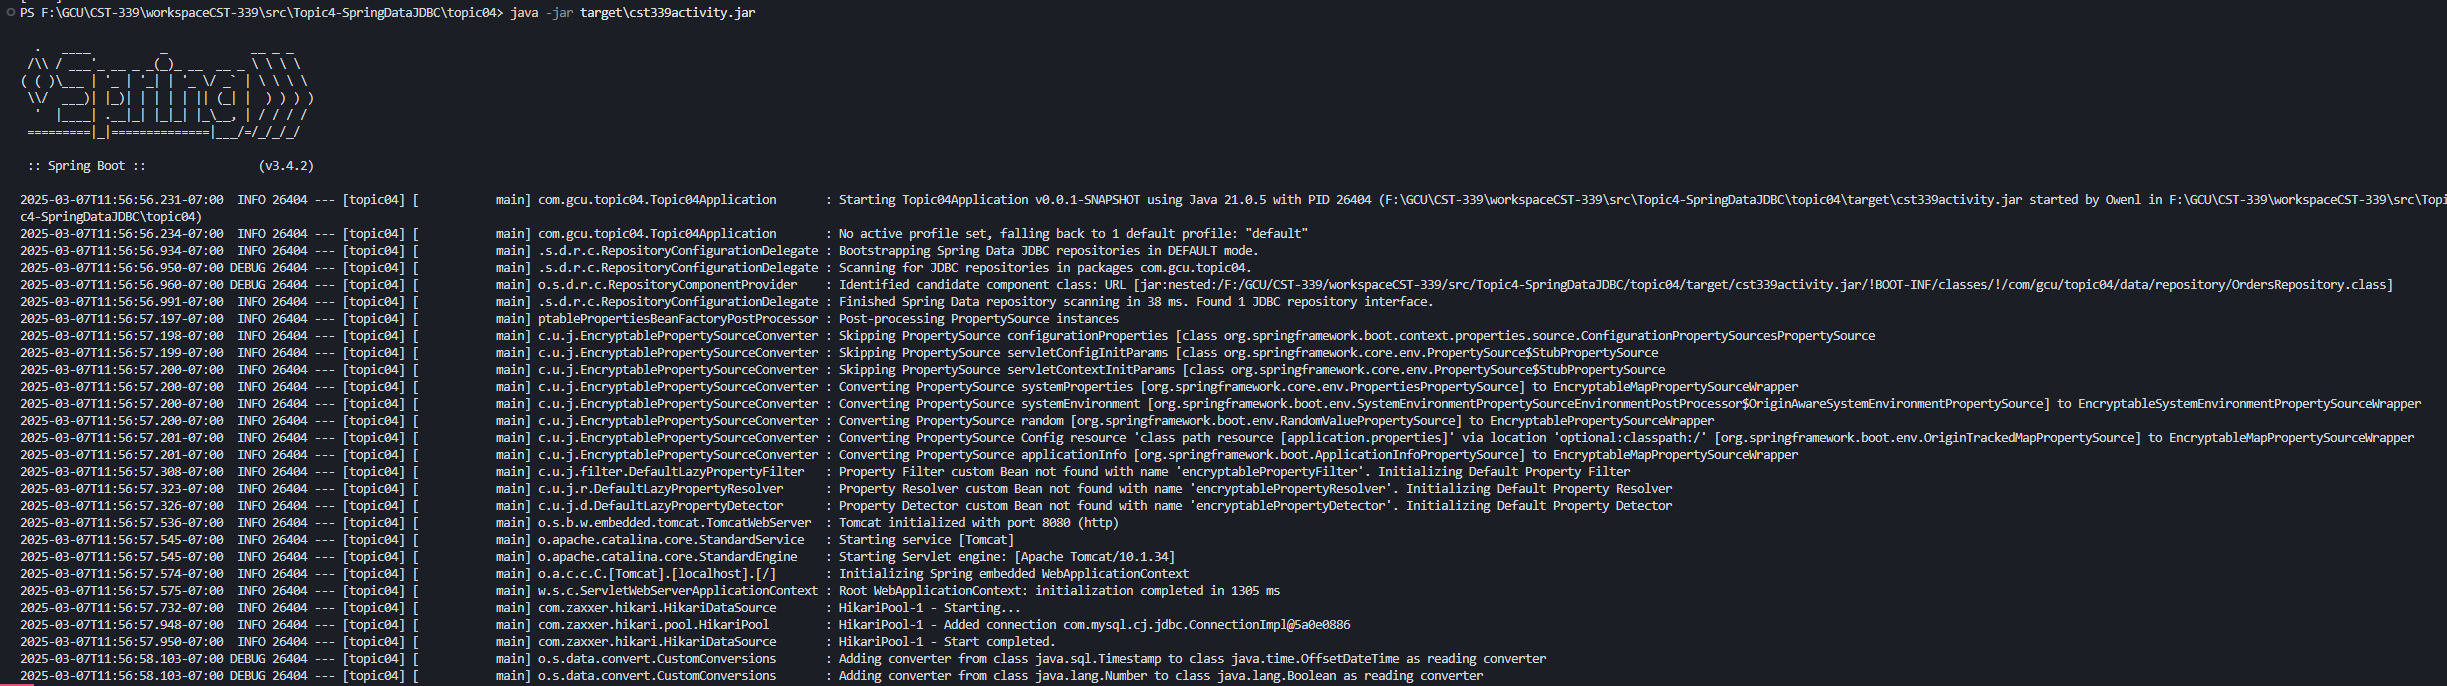 PS F:\GCU\CST-339\workspaceCST-339\src\Topic4-SpringDataJDBC\topic04> java -jar target\cst339activity.jar
  .   ____          _            __ _ _
 /\\ / ___'_ __ _ _(_)_ __  __ _ \ \ \ \
( ( )\___ | '_ | '_| | '_ \/ _` | \ \ \ \
 \\/  ___)| |_)| | | | | || (_| |  ) ) ) )
  '  |____| .__|_| |_|_| |_\__, | / / / /
 =========|_|==============|___/=/_/_/_/
 :: Spring Boot ::                (v3.4.2)
2025-03-07T11:56:56.231-07:00  INFO 26404 --- [topic04] [           main] com.gcu.topic04.Topic04Application       : Starting Topic04Application v0.0.1-SNAPSHOT using Java 21.0.5 with PID 26404 (F:\GCU\CST-339\workspaceCST-339\src\Topic4-SpringDataJDBC\topic04\target\cst339activity.jar started by Owenl in F:\GCU\CST-339\workspaceCST-339\src\Topi
c4-SpringDataJDBC\topic04)
2025-03-07T11:56:56.234-07:00  INFO 26404 --- [topic04] [           main] com.gcu.topic04.Topic04Application       : No active profile set, falling back to 1 default profile: "default"
2025-03-07T11:56:56.934-07:00  INFO 26404 --- [topic04] [           main] .s.d.r.c.RepositoryConfigurationDelegate : Bootstrapping Spring Data JDBC repositories in DEFAULT mode.
2025-03-07T11:56:56.950-07:00 DEBUG 26404 --- [topic04] [           main] .s.d.r.c.RepositoryConfigurationDelegate : Scanning for JDBC repositories in packages com.gcu.topic04.
2025-03-07T11:56:56.960-07:00 DEBUG 26404 --- [topic04] [           main] o.s.d.r.c.RepositoryComponentProvider    : Identified candidate component class: URL [jar:nested:/F:/GCU/CST-339/workspaceCST-339/src/Topic4-SpringDataJDBC/topic04/target/cst339activity.jar/!BOOT-INF/classes/!/com/gcu/topic04/data/repository/OrdersRepository.class]
2025-03-07T11:56:56.991-07:00  INFO 26404 --- [topic04] [           main] .s.d.r.c.RepositoryConfigurationDelegate : Finished Spring Data repository scanning in 38 ms. Found 1 JDBC repository interface.
2025-03-07T11:56:57.197-07:00  INFO 26404 --- [topic04] [           main] ptablePropertiesBeanFactoryPostProcessor : Post-processing PropertySource instances
2025-03-07T11:56:57.198-07:00  INFO 26404 --- [topic04] [           main] c.u.j.EncryptablePropertySourceConverter : Skipping PropertySource configurationProperties [class org.springframework.boot.context.properties.source.ConfigurationPropertySourcesPropertySource
2025-03-07T11:56:57.199-07:00  INFO 26404 --- [topic04] [           main] c.u.j.EncryptablePropertySourceConverter : Skipping PropertySource servletConfigInitParams [class org.springframework.core.env.PropertySource$StubPropertySource
2025-03-07T11:56:57.200-07:00  INFO 26404 --- [topic04] [           main] c.u.j.EncryptablePropertySourceConverter : Skipping PropertySource servletContextInitParams [class org.springframework.core.env.PropertySource$StubPropertySource
2025-03-07T11:56:57.200-07:00  INFO 26404 --- [topic04] [           main] c.u.j.EncryptablePropertySourceConverter : Converting PropertySource systemProperties [org.springframework.core.env.PropertiesPropertySource] to EncryptableMapPropertySourceWrapper
2025-03-07T11:56:57.200-07:00  INFO 26404 --- [topic04] [           main] c.u.j.EncryptablePropertySourceConverter : Converting PropertySource systemEnvironment [org.springframework.boot.env.SystemEnvironmentPropertySourceEnvironmentPostProcessor$OriginAwareSystemEnvironmentPropertySource] to EncryptableSystemEnvironmentPropertySourceWrapper
2025-03-07T11:56:57.200-07:00  INFO 26404 --- [topic04] [           main] c.u.j.EncryptablePropertySourceConverter : Converting PropertySource random [org.springframework.boot.env.RandomValuePropertySource] to EncryptablePropertySourceWrapper
2025-03-07T11:56:57.201-07:00  INFO 26404 --- [topic04] [           main] c.u.j.EncryptablePropertySourceConverter : Converting PropertySource Config resource 'class path resource [application.properties]' via location 'optional:classpath:/' [org.springframework.boot.env.OriginTrackedMapPropertySource] to EncryptableMapPropertySourceWrapper
2025-03-07T11:56:57.201-07:00  INFO 26404 --- [topic04] [           main] c.u.j.EncryptablePropertySourceConverter : Converting PropertySource applicationInfo [org.springframework.boot.ApplicationInfoPropertySource] to EncryptableMapPropertySourceWrapper
2025-03-07T11:56:57.308-07:00  INFO 26404 --- [topic04] [           main] c.u.j.filter.DefaultLazyPropertyFilter   : Property Filter custom Bean not found with name 'encryptablePropertyFilter'. Initializing Default Property Filter
2025-03-07T11:56:57.323-07:00  INFO 26404 --- [topic04] [           main] c.u.j.r.DefaultLazyPropertyResolver      : Property Resolver custom Bean not found with name 'encryptablePropertyResolver'. Initializing Default Property Resolver
2025-03-07T11:56:57.326-07:00  INFO 26404 --- [topic04] [           main] c.u.j.d.DefaultLazyPropertyDetector      : Property Detector custom Bean not found with name 'encryptablePropertyDetector'. Initializing Default Property Detector
2025-03-07T11:56:57.536-07:00  INFO 26404 --- [topic04] [           main] o.s.b.w.embedded.tomcat.TomcatWebServer  : Tomcat initialized with port 8080 (http)
2025-03-07T11:56:57.545-07:00  INFO 26404 --- [topic04] [           main] o.apache.catalina.core.StandardService   : Starting service [Tomcat]
2025-03-07T11:56:57.545-07:00  INFO 26404 --- [topic04] [           main] o.apache.catalina.core.StandardEngine    : Starting Servlet engine: [Apache Tomcat/10.1.34]
2025-03-07T11:56:57.574-07:00  INFO 26404 --- [topic04] [           main] o.a.c.c.C.[Tomcat].[localhost].[/]       : Initializing Spring embedded WebApplicationContext
2025-03-07T11:56:57.575-07:00  INFO 26404 --- [topic04] [           main] w.s.c.ServletWebServerApplicationContext : Root WebApplicationContext: initialization completed in 1305 ms
2025-03-07T11:56:57.732-07:00  INFO 26404 --- [topic04] [           main] com.zaxxer.hikari.HikariDataSource       : HikariPool-1 - Starting...
2025-03-07T11:56:57.948-07:00  INFO 26404 --- [topic04] [           main] com.zaxxer.hikari.pool.HikariPool        : HikariPool-1 - Added connection com.mysql.cj.jdbc.ConnectionImpl@5a0e0886
2025-03-07T11:56:57.950-07:00  INFO 26404 --- [topic04] [           main] com.zaxxer.hikari.HikariDataSource       : HikariPool-1 - Start completed.
2025-03-07T11:56:58.103-07:00 DEBUG 26404 --- [topic04] [           main] o.s.data.convert.CustomConversions       : Adding converter from class java.sql.Timestamp to class java.time.OffsetDateTime as reading converter
2025-03-07T11:56:58.103-07:00 DEBUG 26404 --- [topic04] [           main] o.s.data.convert.CustomConversions       : Adding converter from class java.lang.Number to class java.lang.Boolean as reading converter